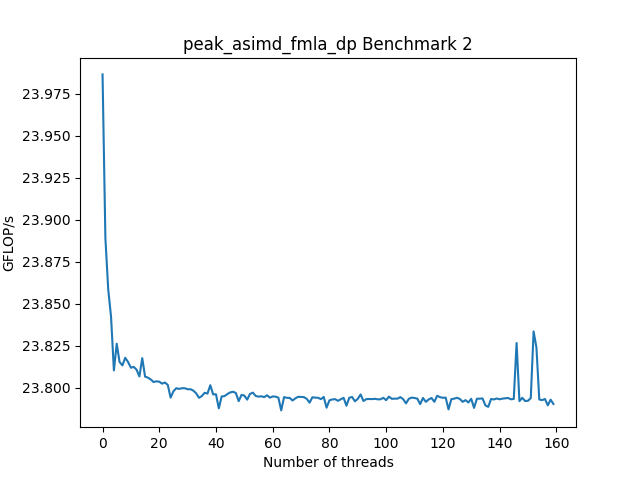 peak_asimd_fmla_dp Benchmark 2
GFLOP/s
23.975
23.950
23.925
23.900
23.875
23.850
23.825
23.800
0 20 40 60 80 100 120 140 160
Number of threads